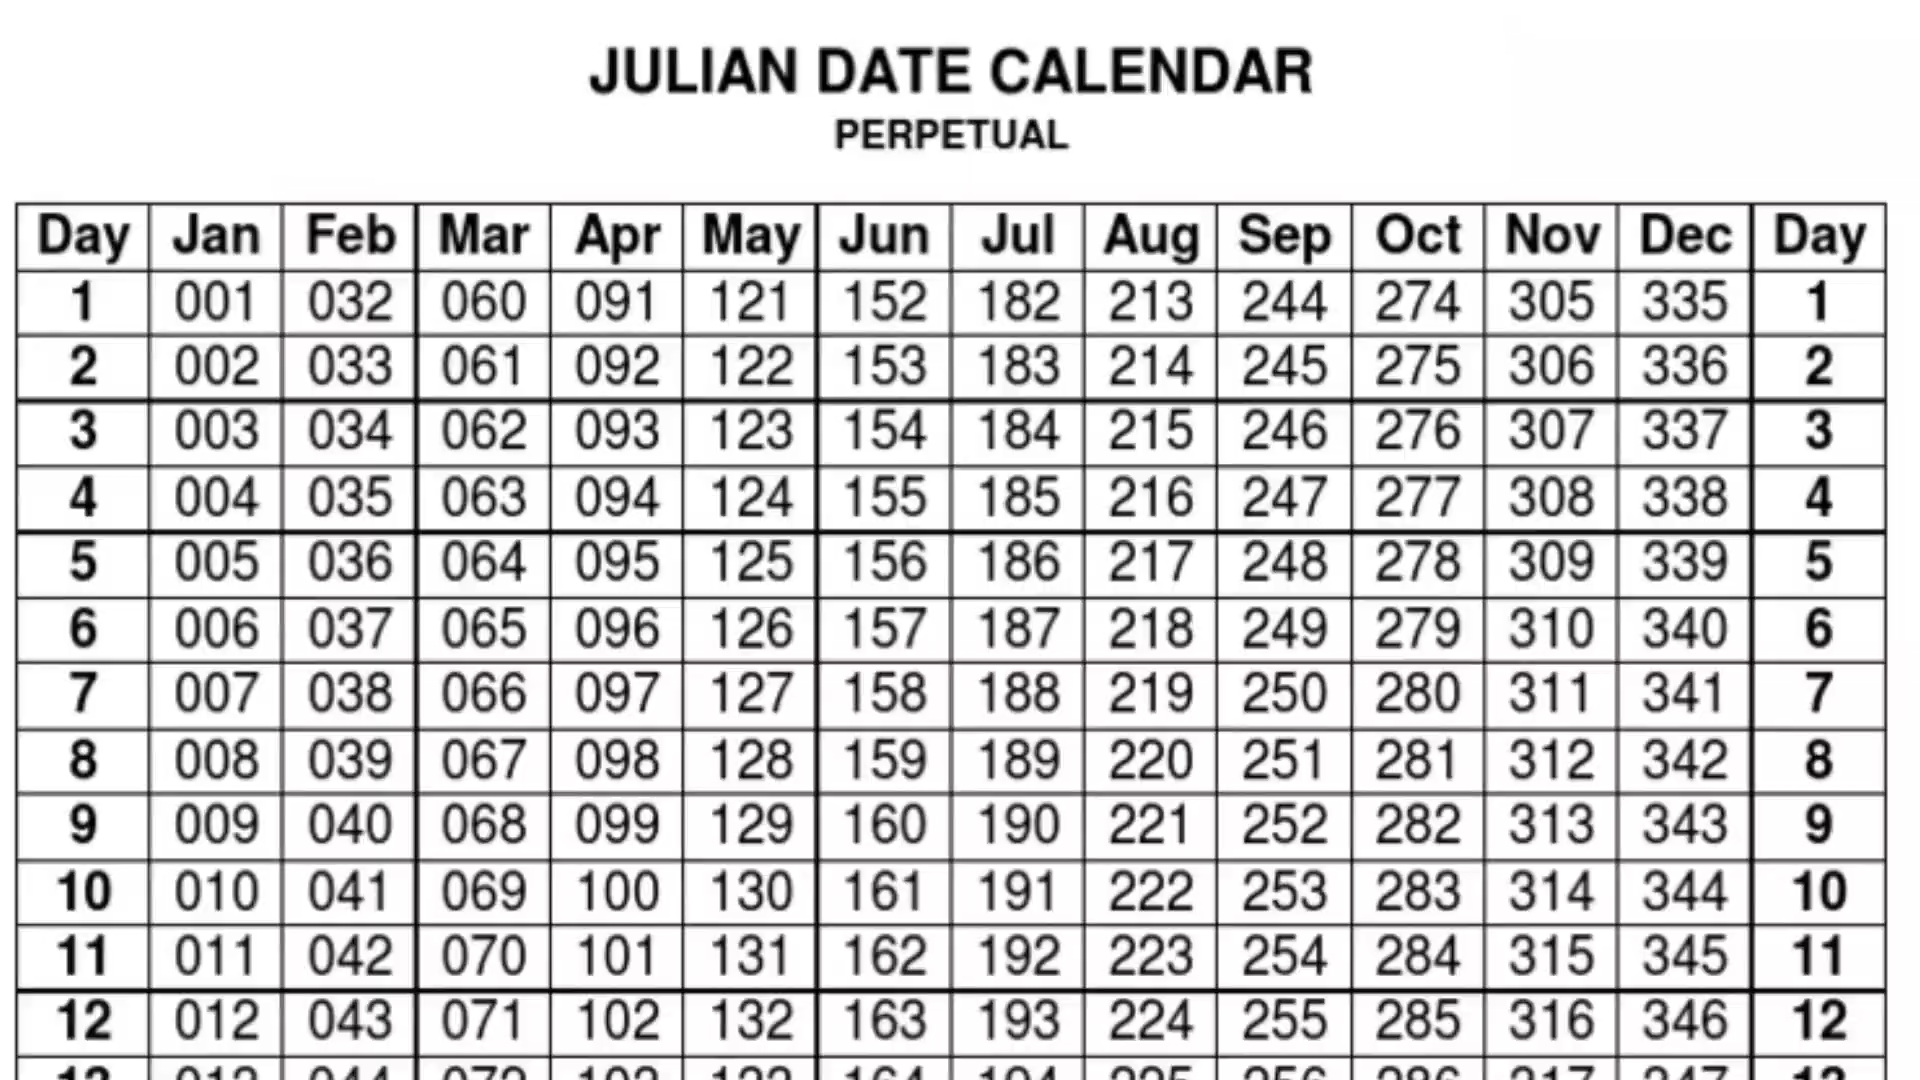 JULIAN DATE CALENDAR
PERPETUAL
Day Jan Feb Mar Apr May Jun Jul Aug Sep Oct Nov Dec Day
1 001 032 060 091 121 152 182 213 244 274 305 335 1
2 002 033 061 092 122 153 183 214 245 275 306 336 2
3 003 034 062 093 123 154 184 215 246 276 307 337 3
4 004 035 063 094 124 155 185 216 247 277 308 338 4
5 005 036 064 095 125 156 186 217 248 278 309 339 5
6 006 037 065 096 126 157 187 218 249 279 310 340 6
7 007 038 066 097 127 158 188 219 250 280 311 341 7
8 008 039 067 098 128 159 189 220 251 281 312 342 8
9 009 040 068 099 129 160 190 221 252 282 313 343 9
10 010 041 069 100 130 161 191 222 253 283 314 344 10
11 011 042 070 101 131 162 192 223 254 284 315 345 11
12 012 043 071 102 132 163 193 224 255 285 316 346 12